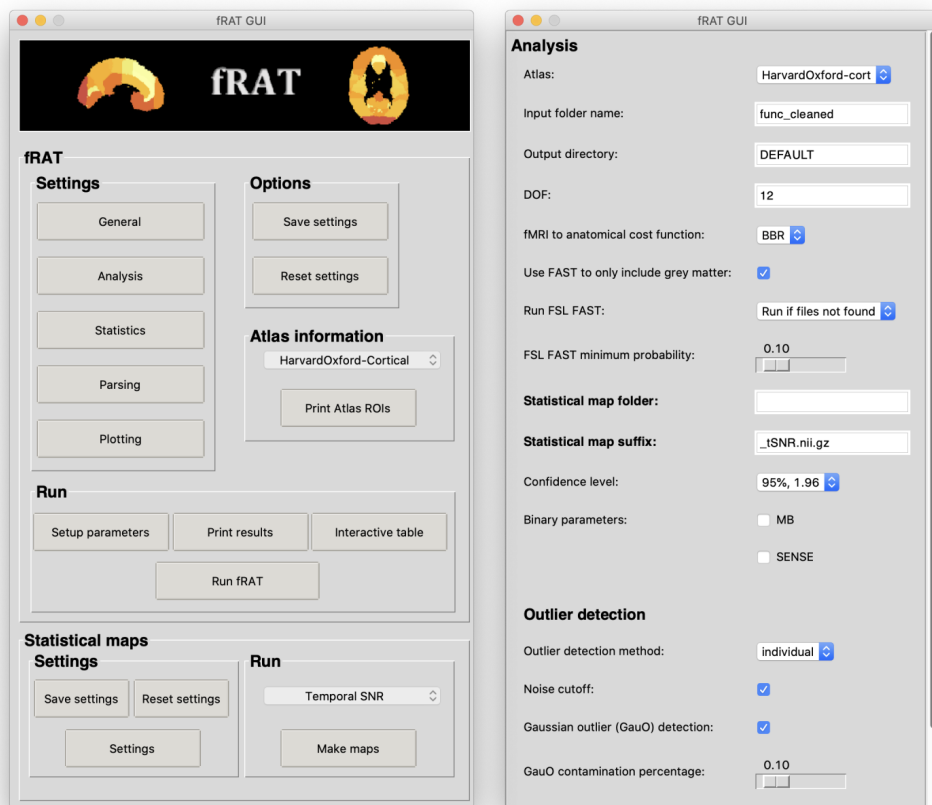 fRAT GUI
fRAT
fRAT
Settings
General
Analysis
Statistics
Parsing
Plotting
Options
Save settings
Reset settings
Atlas information
HarvardOxford-Cortical
Print Atlas ROIs
Run
Setup parameters
Print results
Interactive table
Run fRAT
Statistical maps
Settings
Save settings
Reset settings
Settings
Run
Temporal SNR
Make maps
fRAT GUI
Analysis
Atlas: HarvardOxford-cort
Input folder name: func_cleaned
Output directory: DEFAULT
DOF: 12
fMRI to anatomical cost function: BBR
Use FAST to only include grey matter:
Run FSL FAST: Run if files not found
0.10
FSL FAST minimum probability:
Statistical map folder:
Statistical map suffix: _tSNR.nii.gz
Confidence level: 95%, 1.96
Binary parameters: MB
SENSE
Outlier detection
Outlier detection method: individual
Noise cutoff:
Gaussian outlier (GauO) detection:
0.10
GauO contamination percentage: